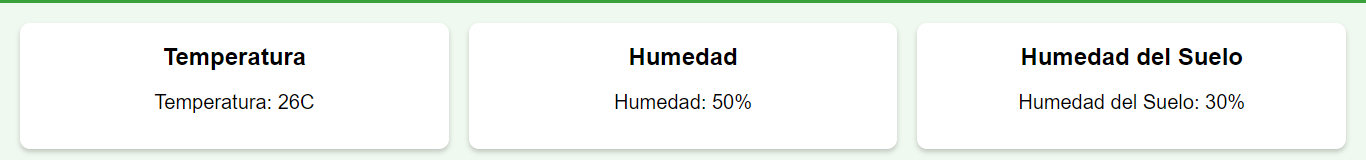 Temperatura
Temperatura: 26C
Humedad
Humedad: 50%
Humedad del Suelo
Humedad del Suelo: 30%